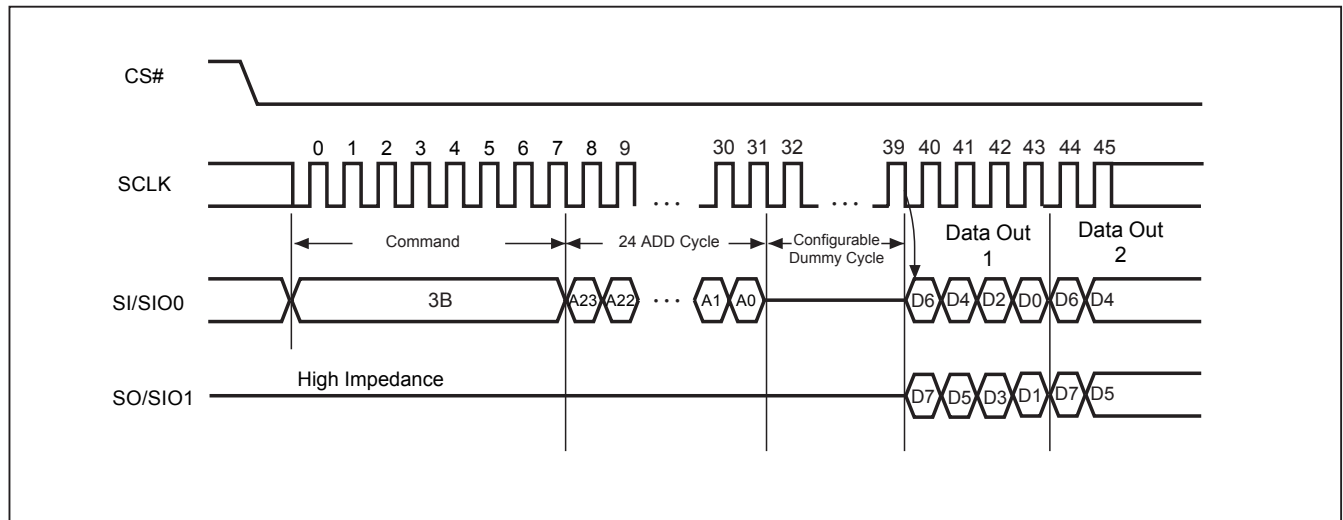 CS#
0 1 2 3 4 5 6 7 8 9 30 31 32 39 40 41 42 43 44 45
SCLK
... ...
Command
24 ADD Cycle
Configurable
Dummy Cycle
Data Out
1
Data Out
2
SI/SIO0
3B
A23 A22 ... A1 A0
D6 D4 D2 D0 D6 D4
High Impedance
SO/SIO1
D7 D5 D3 D1 D7 D5